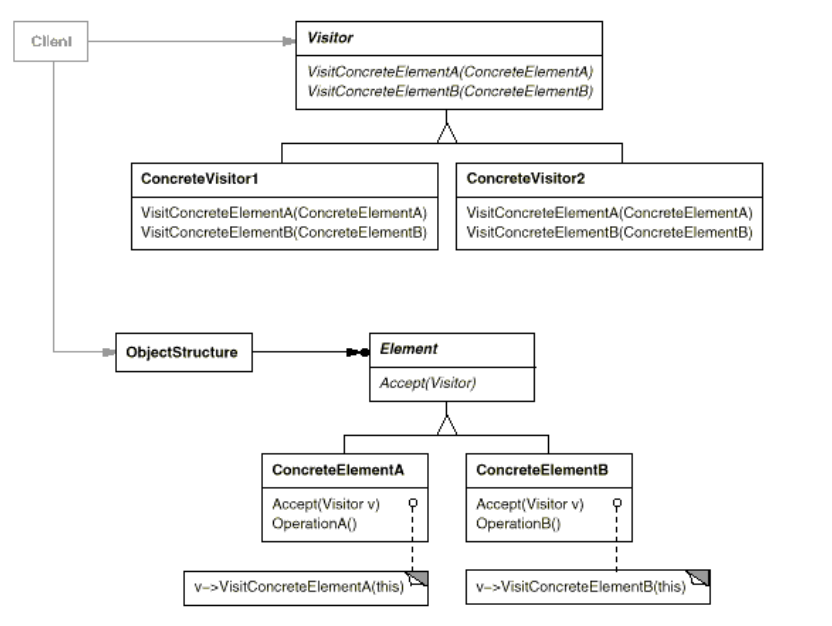 Client
Visitor
VisitConcreteElementA(ConcreteElementA)
VisitConcreteElementB(ConcreteElementB)
ConcreteVisitor1
VisitConcreteElementA(ConcreteElementA)
VisitConcreteElementB(ConcreteElementB)
ConcreteVisitor2
VisitConcreteElementA(ConcreteElementA)
VisitConcreteElementB(ConcreteElementB)
ObjectStructure
Element
Accept(Visitor)
ConcreteElementA
Accept(Visitor v)
OperationA()
ConcreteElementB
Accept(Visitor v)
OperationB()
v->VisitConcreteElementA(this)
v->VisitConcreteElementB(this)